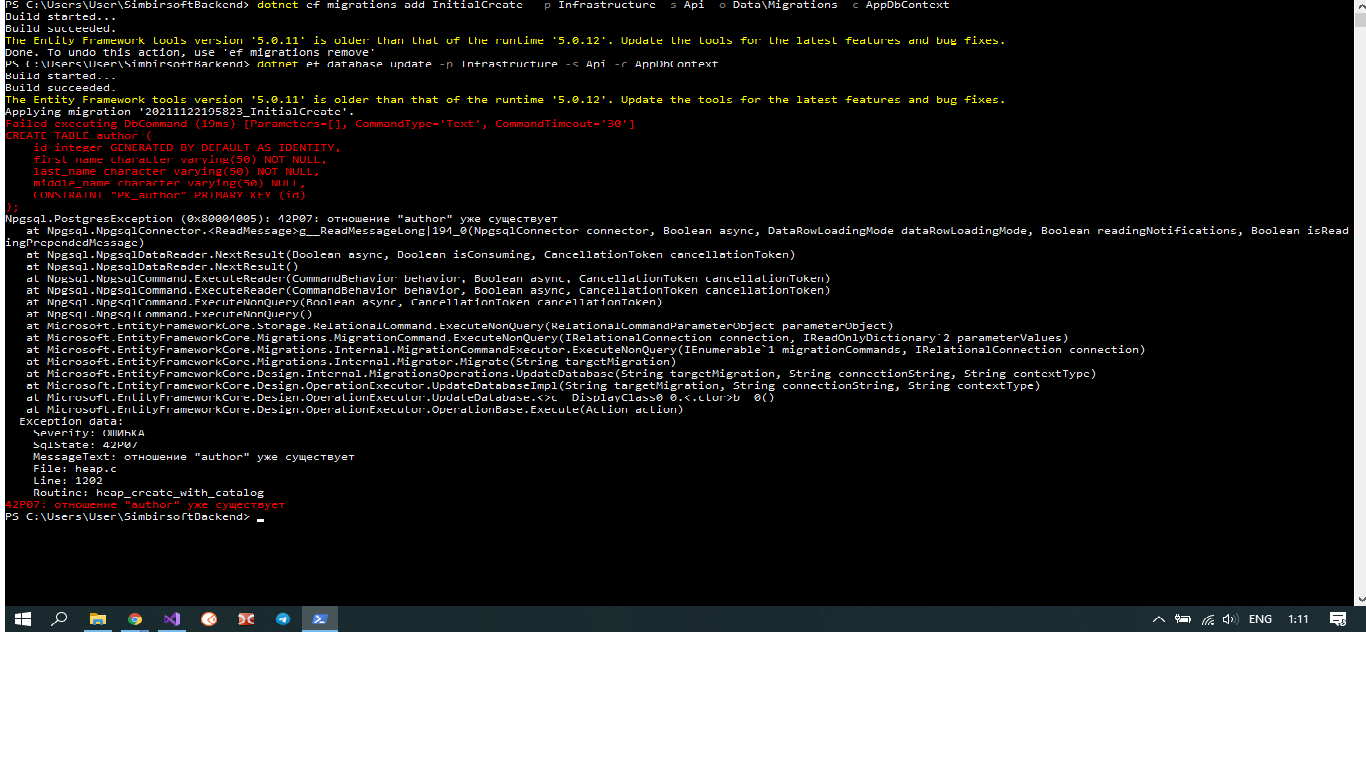 PS C:\Users\User\SimbirsoftBackend> dotnet ef migrations add InitialCreate -p Infrastructure -s Api -o Data\Migrations -c AppDbContext
Build started...
Build succeeded.
The Entity Framework tools version '5.0.11' is older than that of the runtime '5.0.12'. Update the tools for the latest features and bug fixes.
Done. To undo this action, use 'ef migrations remove'
PS C:\Users\User\SimbirsoftBackend> dotnet ef database update -p Infrastructure -s Api -c AppDbContext
Build started...
Build succeeded.
The Entity Framework tools version '5.0.11' is older than that of the runtime '5.0.12'. Update the tools for the latest features and bug fixes.
Applying migration '20211122195823_InitialCreate'.
Failed executing DbCommand (19ms) [Parameters=[], CommandType='Text', CommandTimeout='30']
CREATE TABLE author (
id integer GENERATED BY DEFAULT AS IDENTITY,
first_name character varying(50) NOT NULL,
last_name character varying(50) NOT NULL,
middle_name character varying(50) NULL,
CONSTRAINT "PK_author" PRIMARY KEY (id)
);
Npgsql.PostgresException (0x80004005): 42P07: отношение "author" уже существует
at Npgsql.NpgsqlConnector.<ReadMessage>g__ReadMessageLong|194_0(NpgsqlConnector connector, Boolean async, DataRowLoadingMode dataRowLoadingMode, Boolean readingNotifications, Boolean isRead
ingPrependedMessage)
at Npgsql.NpgsqlDataReader.NextResult(Boolean async, Boolean isConsuming, CancellationToken cancellationToken)
at Npgsql.NpgsqlDataReader.NextResult()
at Npgsql.NpgsqlCommand.ExecuteReader(CommandBehavior behavior, Boolean async, CancellationToken cancellationToken)
at Npgsql.NpgsqlCommand.ExecuteReader(CommandBehavior behavior, Boolean async, CancellationToken cancellationToken)
at Npgsql.NpgsqlCommand.ExecuteNonQuery(Boolean async, CancellationToken cancellationToken)
at Npgsql.NpgsqlCommand.ExecuteNonQuery()
at Microsoft.EntityFrameworkCore.Storage.RelationalCommand.ExecuteNonQuery(RelationalCommandParameterObject parameterObject)
at Microsoft.EntityFrameworkCore.Migrations.MigrationCommand.ExecuteNonQuery(IRelationalConnection connection, IReadOnlyDictionary`2 parameterValues)
at Microsoft.EntityFrameworkCore.Migrations.Internal.MigrationCommandExecutor.ExecuteNonQuery(IEnumerable`1 migrationCommands, IRelationalConnection connection)
at Microsoft.EntityFrameworkCore.Migrations.Internal.Migrator.Migrate(String targetMigration)
at Microsoft.EntityFrameworkCore.Design.Internal.MigrationsOperations.UpdateDatabase(String targetMigration, String connectionString, String contextType)
at Microsoft.EntityFrameworkCore.Design.OperationExecutor.UpdateDatabaseImpl(String targetMigration, String connectionString, String contextType)
at Microsoft.EntityFrameworkCore.Design.OperationExecutor.UpdateDatabase.<>c__DisplayClass0_0.<.ctor>b__0()
at Microsoft.EntityFrameworkCore.Design.OperationExecutor.OperationBase.Execute(Action action)
Exception data:
Severity: ОШИБКА
SqlState: 42P07
MessageText: отношение "author" уже существует
File: heap.c
Line: 1202
Routine: heap_create_with_catalog
42P07: отношение "author" уже существует
PS C:\Users\User\SimbirsoftBackend>
ENG 1:11